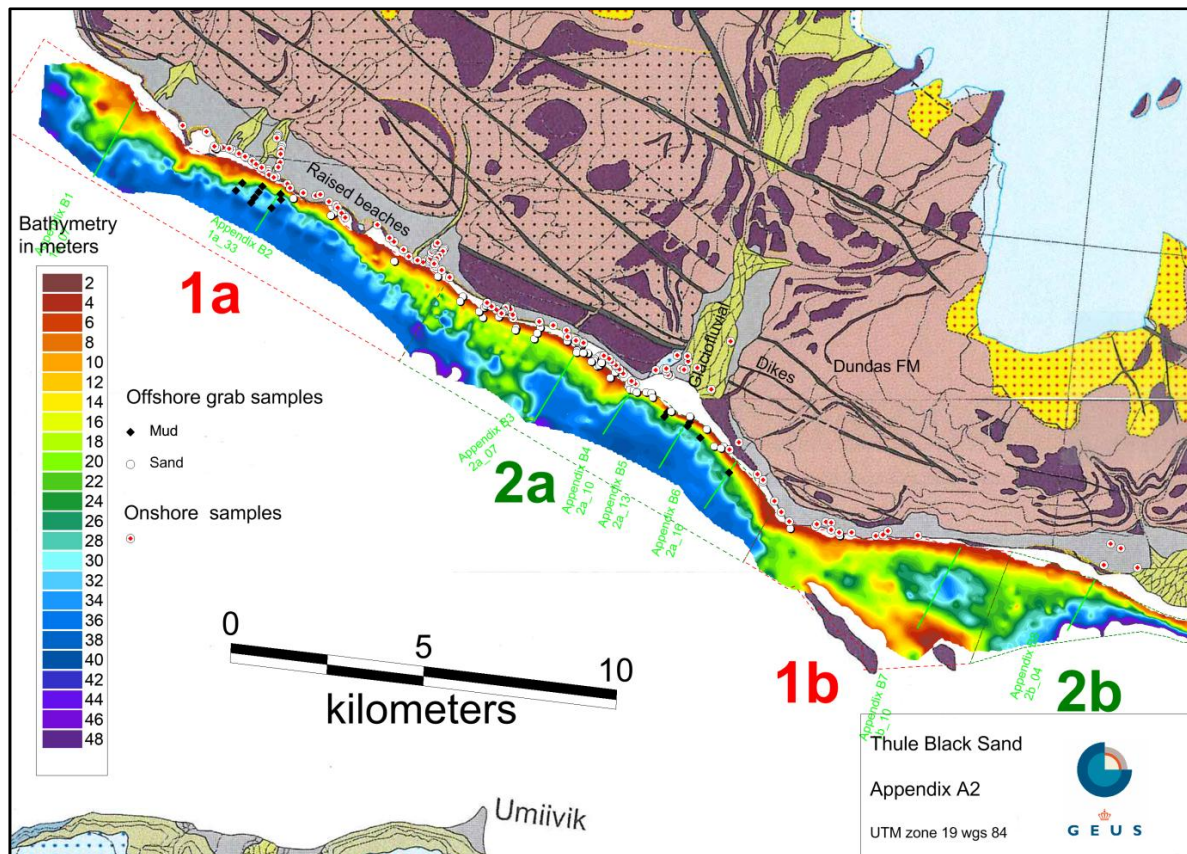 Bathymetry
in meters
2
4
6
8
10
12
14
16
18
20
22
24
26
28
30
32
34
36
38
40
42
44
46
48
Offshore grab samples
Mud
Sand
Onshore samples
Appendix B1
1a
Appendix B2
1a_33
Raised beaches
Glaciofluvial
Dikes
Dundas FM
Appendix B3
2a_07
2a
Appendix B4
2a_10
Appendix B5
2a_13
Appendix B6
2a_18
1b
Appendix B7
1b_10
2b
Appendix
2b_04
0
5
10
kilometers
Umiivik
Thule Black Sand
Appendix A2
UTM zone 19 wgs 84
GEUS